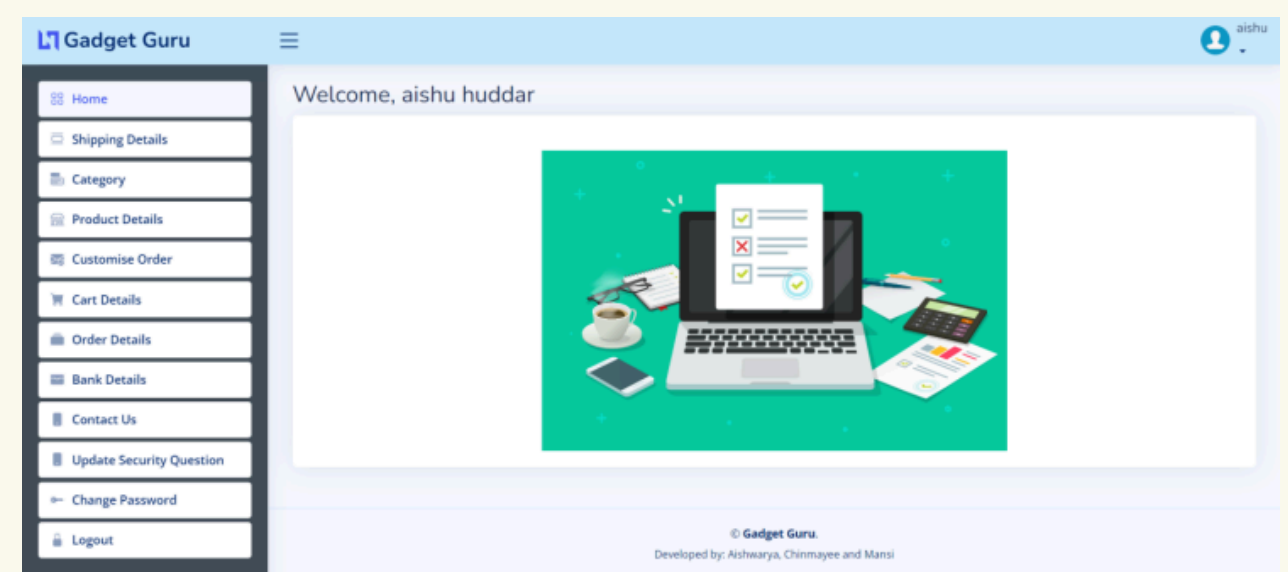 Gadget Guru
aishu
Home
Shipping Details
Category
Product Details
Customise Order
Cart Details
Order Details
Bank Details
Contact Us
Update Security Question
Change Password
Logout
Welcome, aishu huddar
© Gadget Guru.
Developed by: Aishwarya, Chinmayee and Mansi